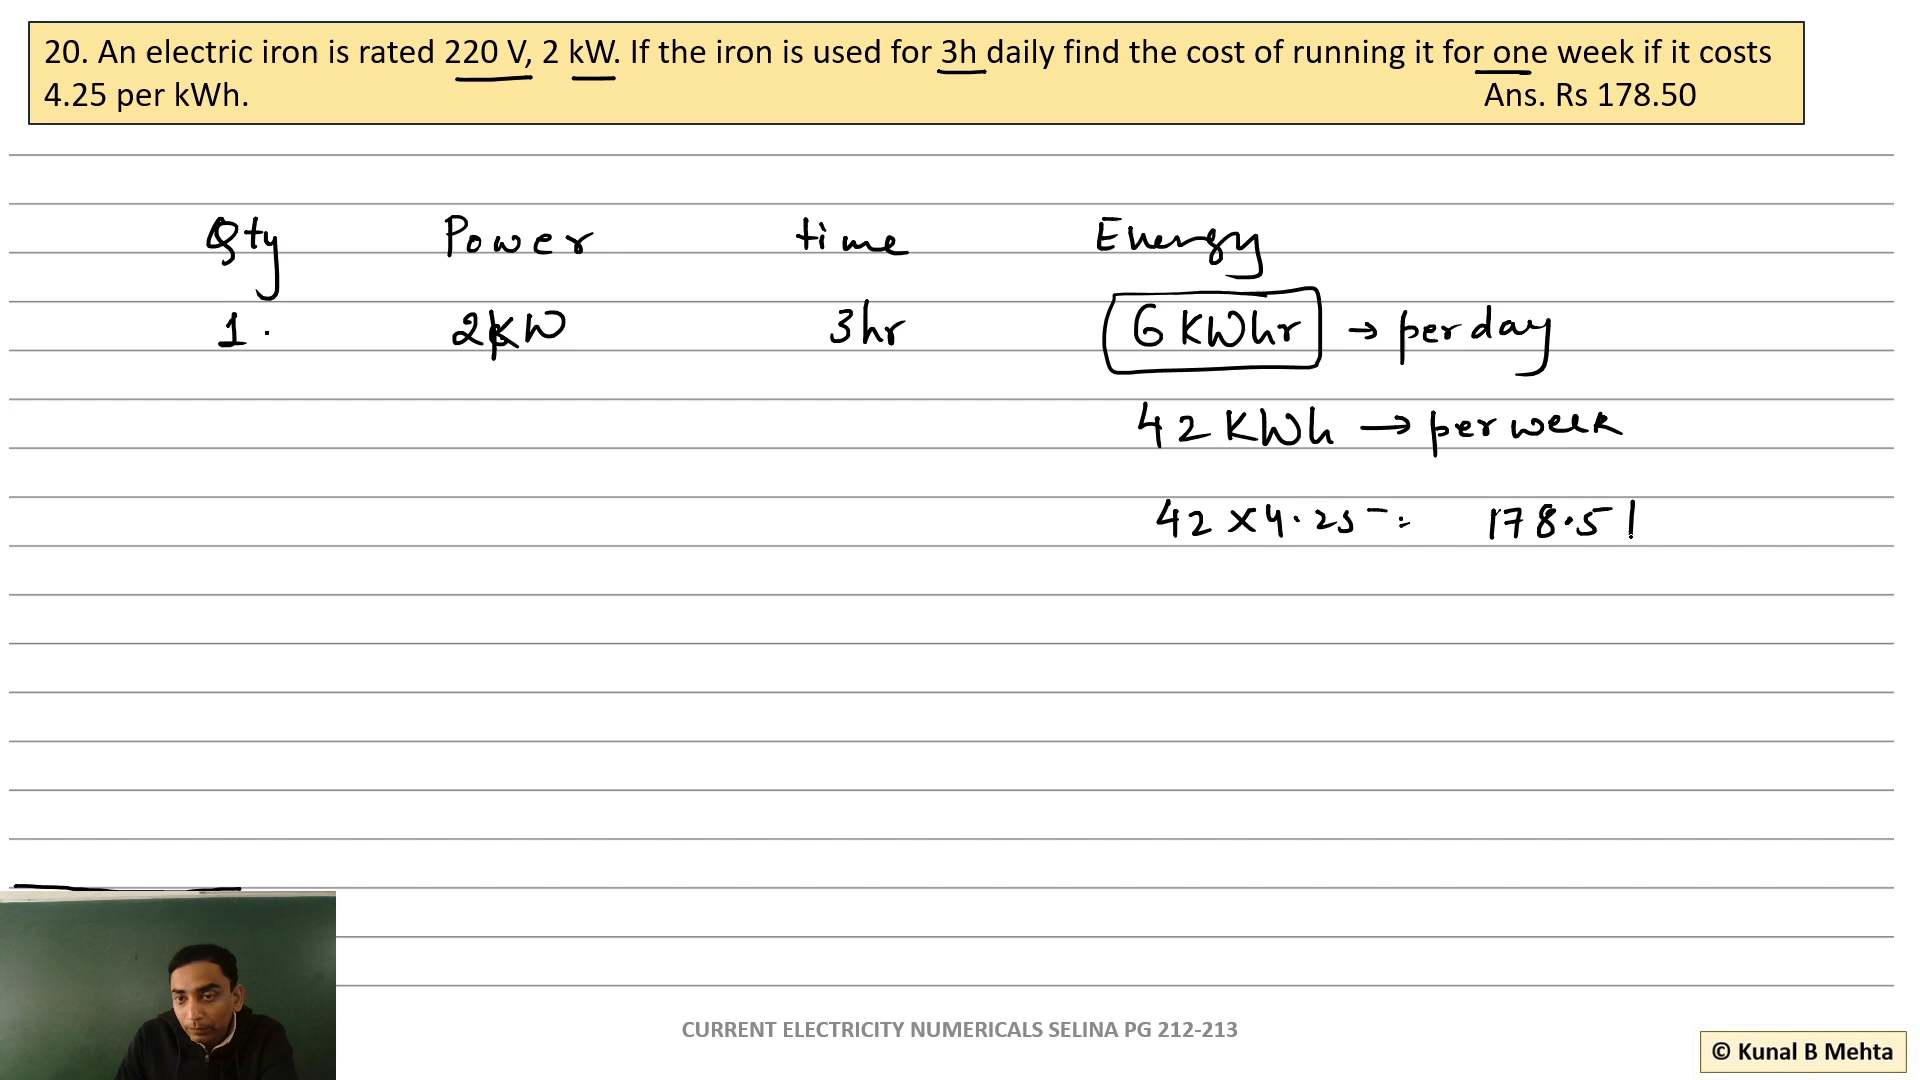 20. An electric iron is rated 220 V, 2 kW. If the iron is used for 3h daily find the cost of running it for one week if it costs
4.25 per kWh. Ans. Rs 178.50
Qty Power time Energy
1. 2KW 3hr 6 KWhr → per day
42 KWh → per week
42 X 4.25 = 178.5 |
CURRENT ELECTRICITY NUMERICALS SELINA PG 212-213
© Kunal B Mehta